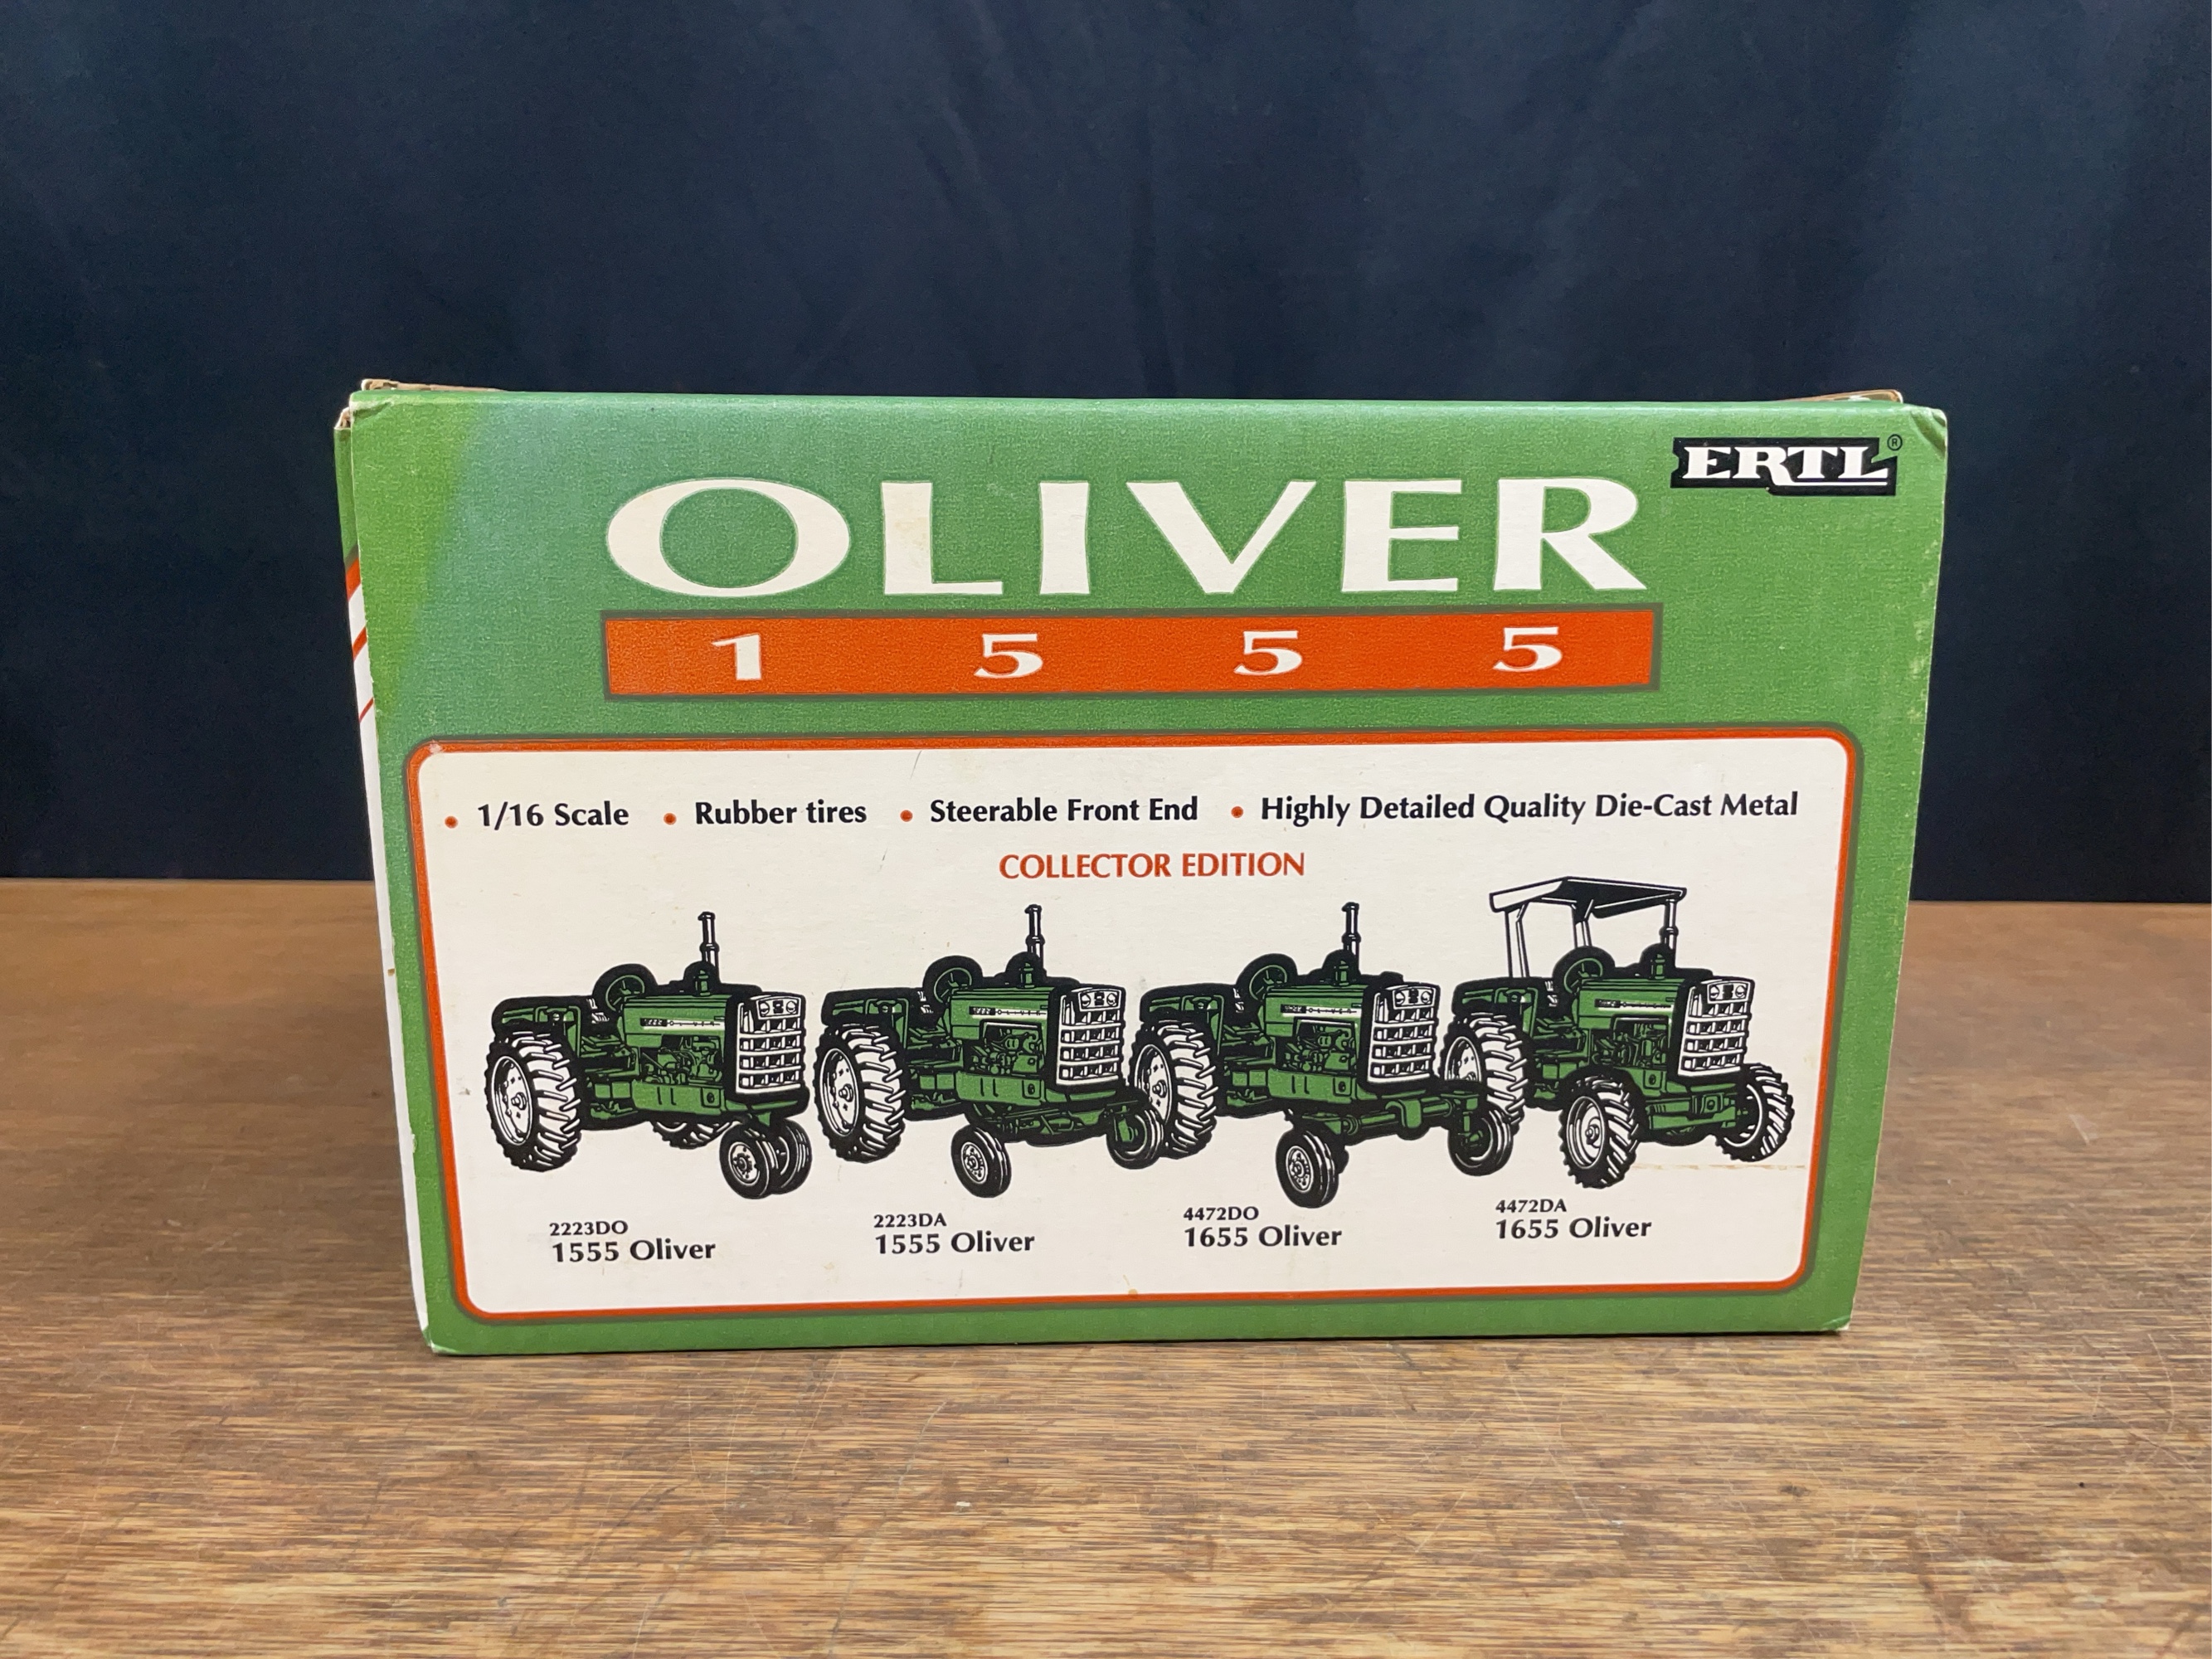 ERTL®
OLIVER
1 5 5 5
• 1/16 Scale • Rubber tires • Steerable Front End • Highly Detailed Quality Die-Cast Metal
COLLECTOR EDITION
2223DO
1555 Oliver
2223DA
1555 Oliver
4472DO
1655 Oliver
4472DA
1655 Oliver